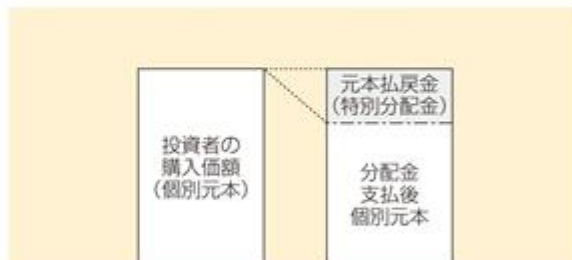 投資者の
購入価額
（個別元本）
元本払戻金
（特別分配金）
分配金
支払後
個別元本